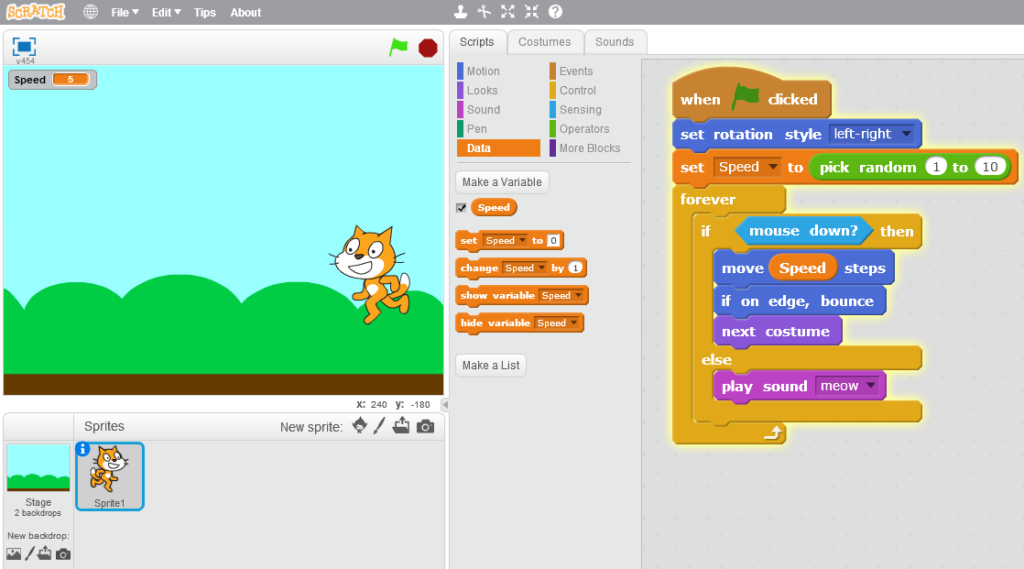 SCRATCH File Edit Tips About
v454
Speed 5
x: 240 y: -180
Sprites New sprite:
Stage
2 backdrops
New backdrop:
Sprite1
Scripts Costumes Sounds
Motion Events
Looks Control
Sound Sensing
Pen Operators
Data More Blocks
Make a Variable
Speed
set Speed to 0
change Speed by 1
show variable Speed
hide variable Speed
Make a List
when clicked
set rotation style left-right
set Speed to pick random 1 to 10
forever
if mouse down? then
move Speed steps
if on edge, bounce
next costume
else
play sound meow